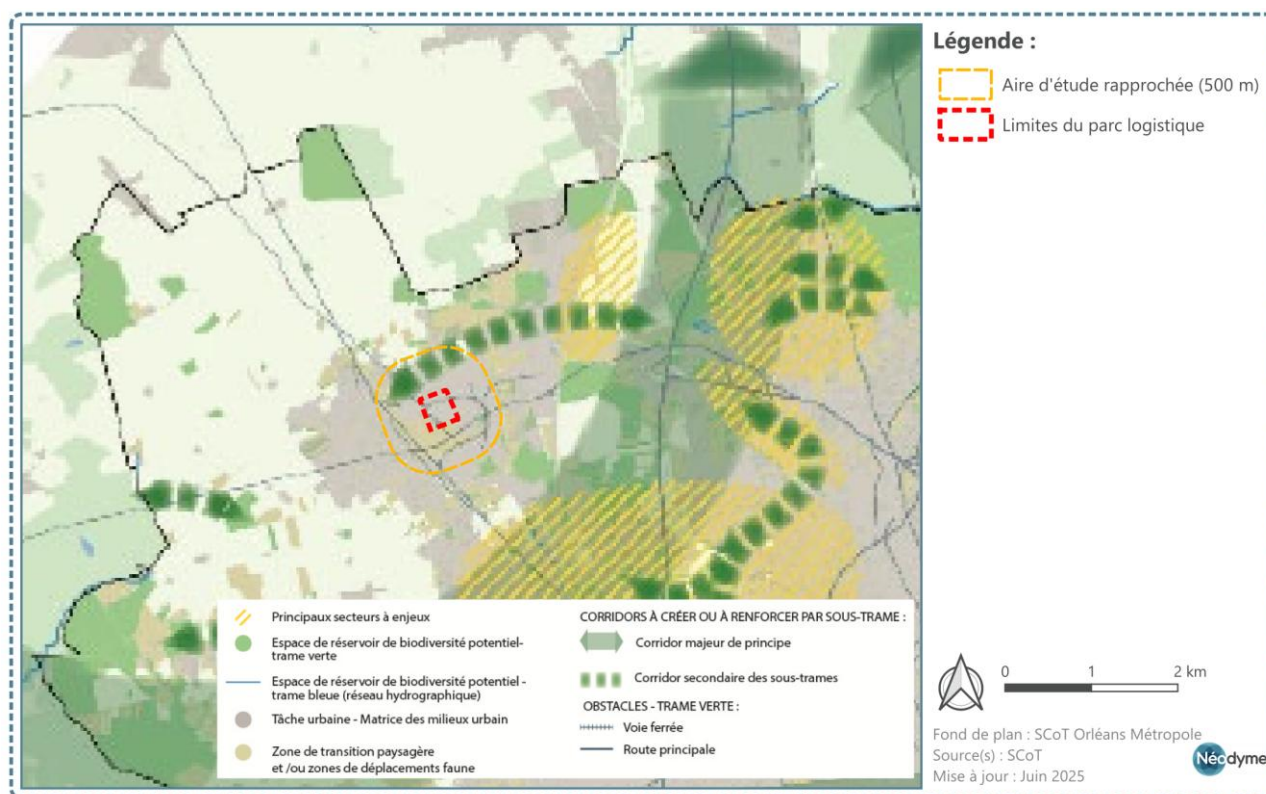 Légende :
Aire d'étude rapprochée (500 m)
Limites du parc logistique
Principaux secteurs à enjeux
Espace de réservoir de biodiversité potentiel-
trame verte
Espace de réservoir de biodiversité potentiel -
trame bleue (réseau hydrographique)
Tâche urbaine - Matrice des milieux urbain
Zone de transition paysagère
et /ou zones de déplacements faune
CORRIDORS À CRÉER OU À RENFORCER PAR SOUS-TRAME :
Corridor majeur de principe
Corridor secondaire des sous-trames
OBSTACLES - TRAME VERTE :
Voie ferrée
Route principale
0 1 2 km
Fond de plan : SCoT Orléans Métropole
Source(s) : SCoT
Mise à jour : Juin 2025
Néodyme